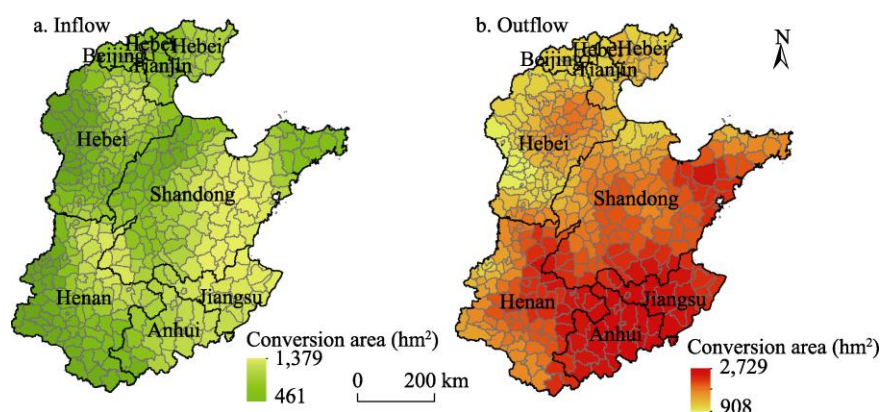 a. Inflow
Hebei
Hebei
Beijing
Tianjin
Hebei
Shandong
Henan
Jiangsu
Anhui
Conversion area (hm²)
1,379
461
0 200 km
b. Outflow
N
Hebei
Hebei
Beijing
Tianjin
Hebei
Shandong
Henan
Jiangsu
Anhui
Conversion area (hm²)
2,729
908